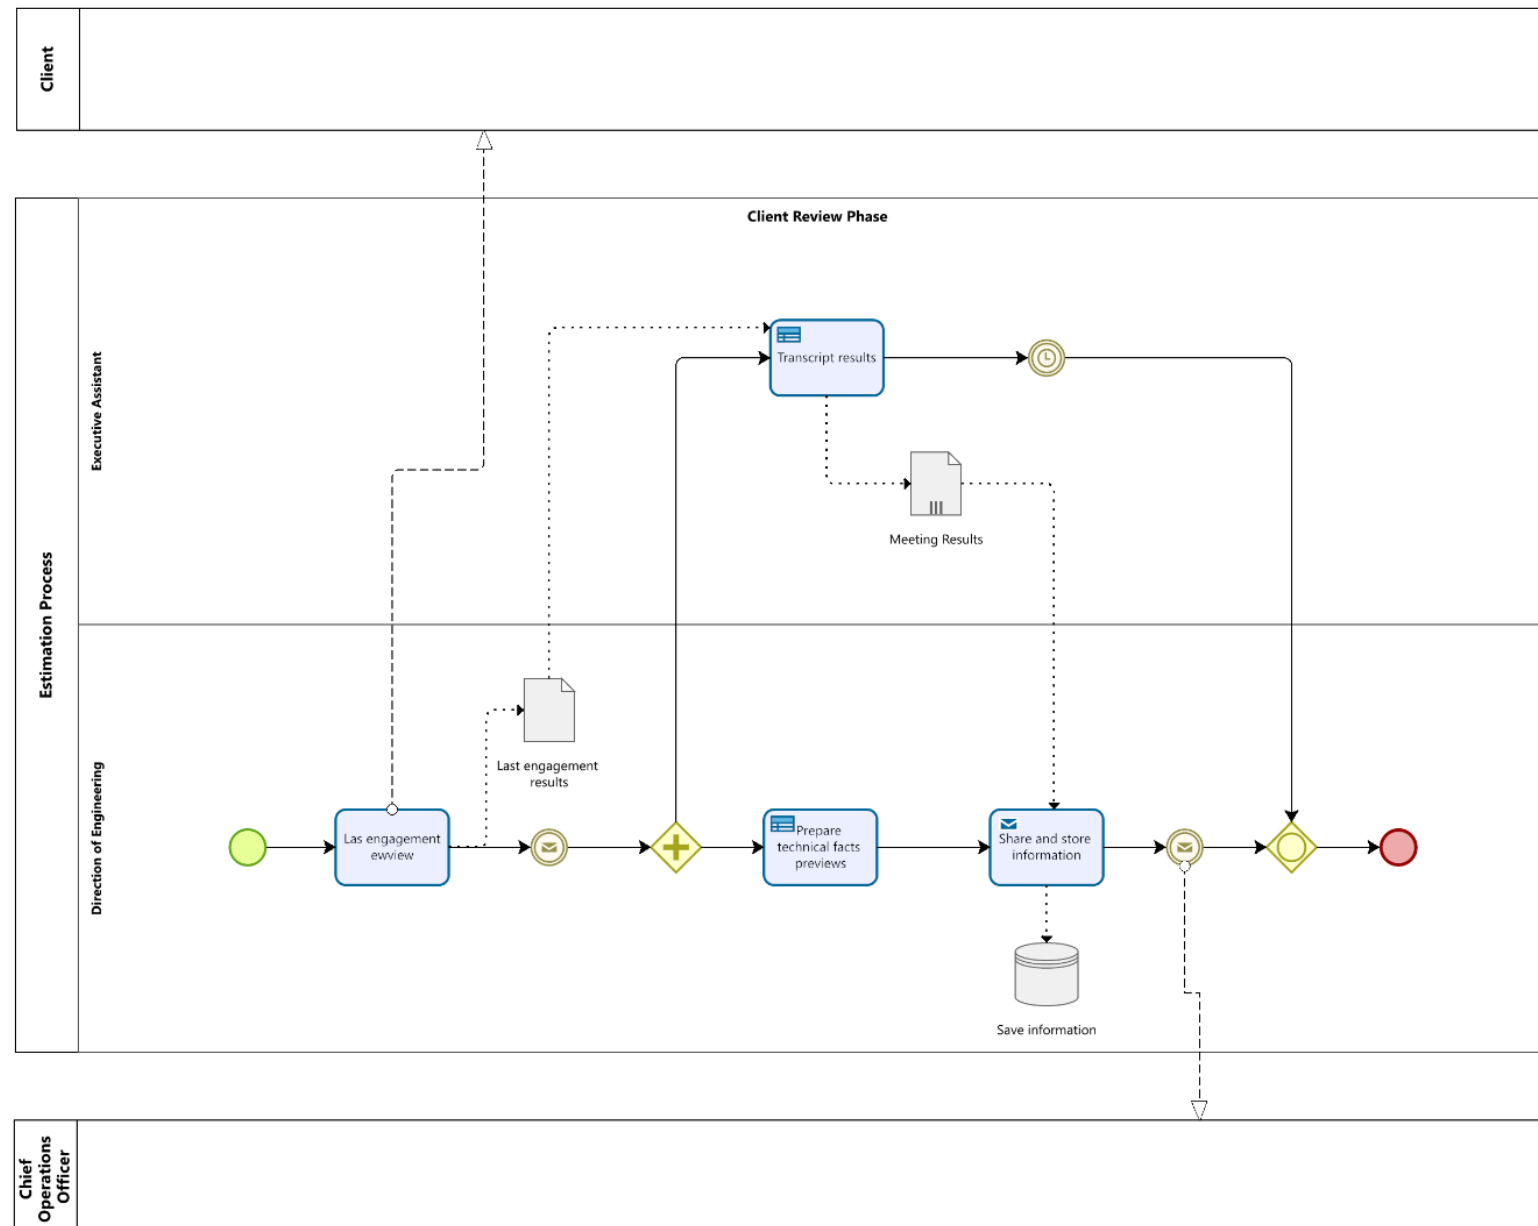 Client
Client Review Phase
Estimation Process
Executive Assistant
Transcript results
Meeting Results
Direction of Engineering
Last engagement
results
Las engagement
ewview
Prepare
technical facts
previews
Share and store
information
Save information
Chief
Operations
Officer